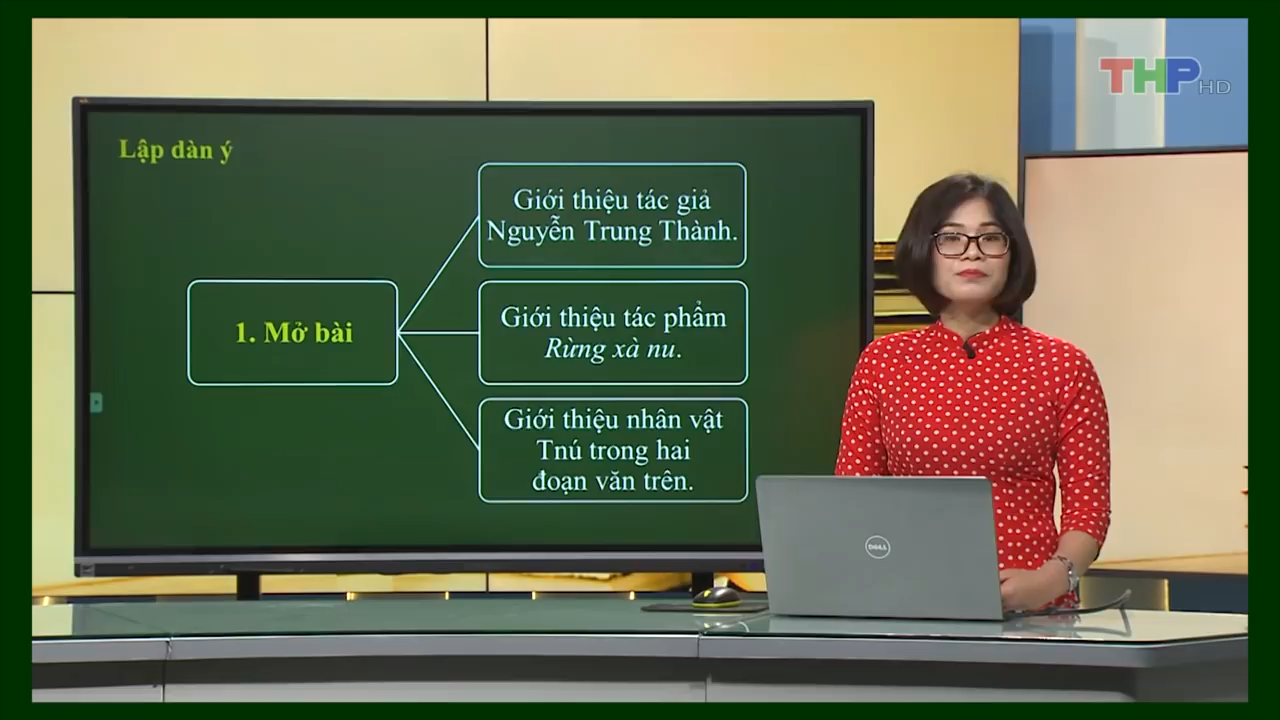 THP HD
Lập dàn ý
1. Mở bài
Giới thiệu tác giả
Nguyễn Trung Thành.
Giới thiệu tác phẩm
Rừng xà nu.
Giới thiệu nhân vật
Tnú trong hai
đoạn văn trên.
DELL